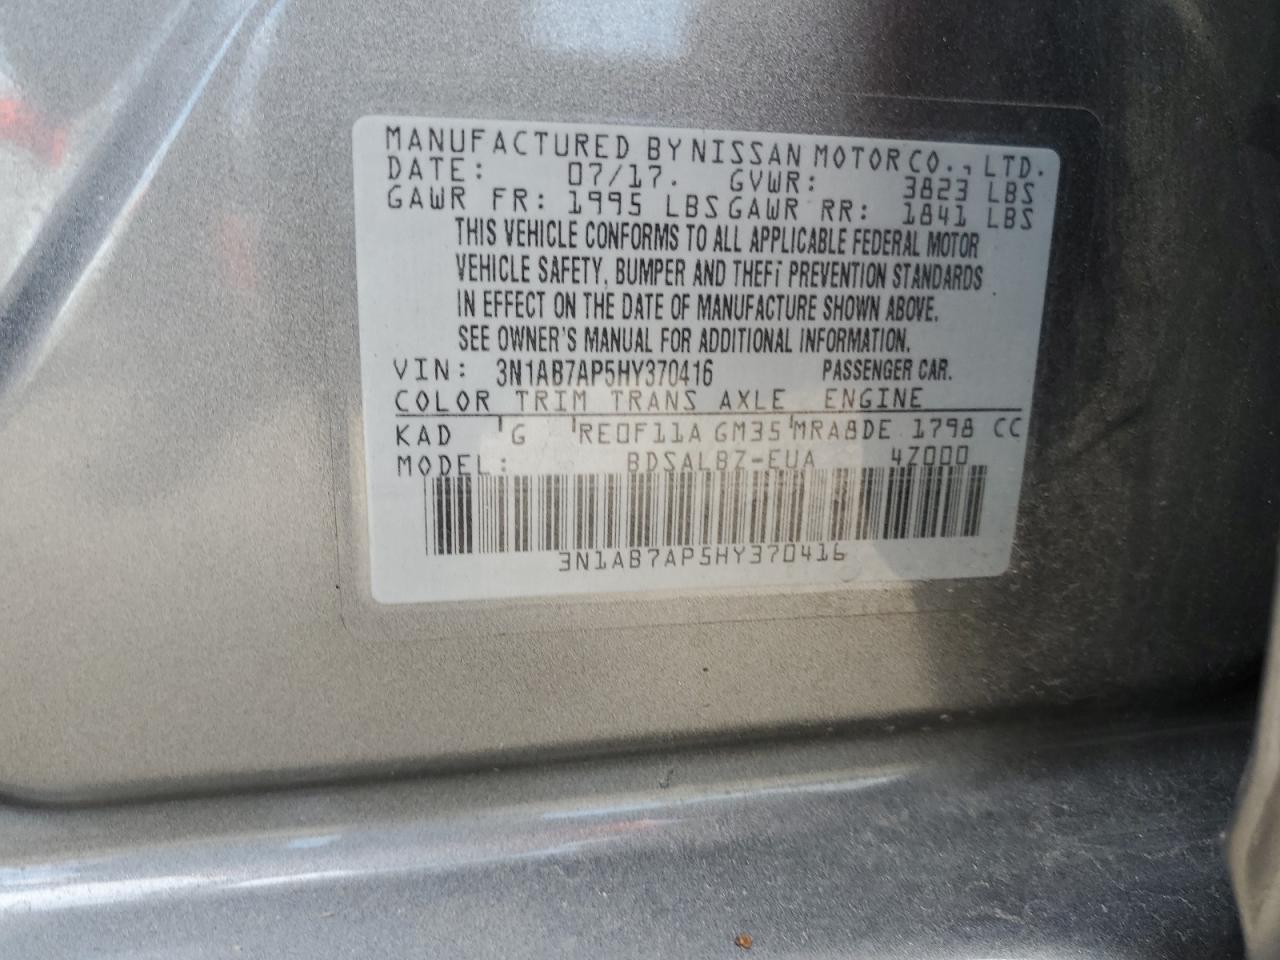 MANUFACTURED BY NISSAN MOTOR CO., LTD.
DATE: 07/17. GVWR: 3823 LBS
GAWR FR: 1995 LBS GAWR RR: 1841 LBS
THIS VEHICLE CONFORMS TO ALL APPLICABLE FEDERAL MOTOR
VEHICLE SAFETY, BUMPER AND THEFT PREVENTION STANDARDS
IN EFFECT ON THE DATE OF MANUFACTURE SHOWN ABOVE.
SEE OWNER'S MANUAL FOR ADDITIONAL INFORMATION.
VIN: 3N1AB7AP5HY370416 PASSENGER CAR.
COLOR TRIM TRANS AXLE ENGINE
KAD G RE0F11A GM35 MRA8DE 1798 CC
MODEL: BDSALBZ-EUA 4Z000
3N1AB7AP5HY370416